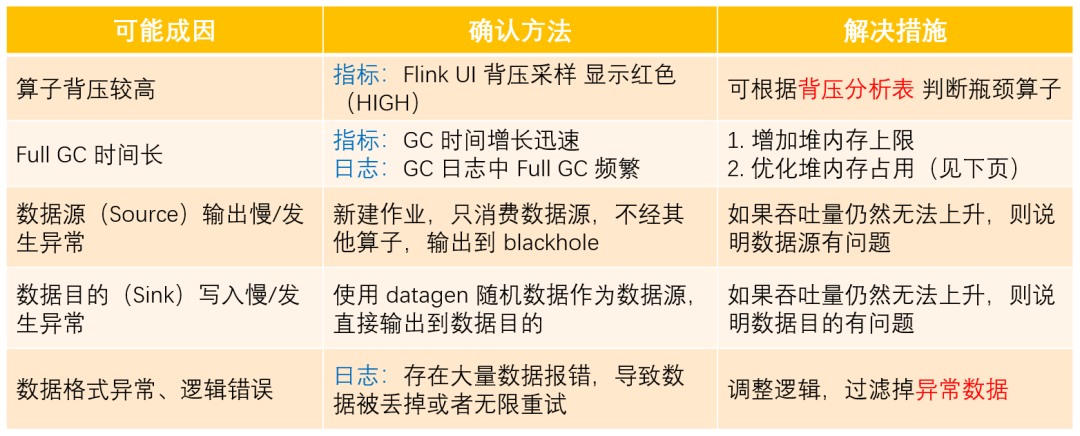 可能成因
确认方法
解决措施
算子背压较高
指标：Flink UI 背压采样 显示红色
（HIGH）
可根据背压分析表 判断瓶颈算子
Full GC 时间长
指标：GC 时间增长迅速
日志：GC 日志中 Full GC 频繁
1. 增加堆内存上限
2. 优化堆内存占用（见下页）
数据源（Source）输出慢/发
生异常
新建作业，只消费数据源，不经其
他算子，输出到 blackhole
如果吞吐量仍然无法上升，则说
明数据源有问题
数据目的（Sink）写入慢/发
生异常
使用 datagen 随机数据作为数据源，
直接输出到数据目的
如果吞吐量仍然无法上升，则说
明数据目的有问题
数据格式异常、逻辑错误
日志：存在大量数据报错，导致数
据被丢掉或者无限重试
调整逻辑，过滤掉异常数据